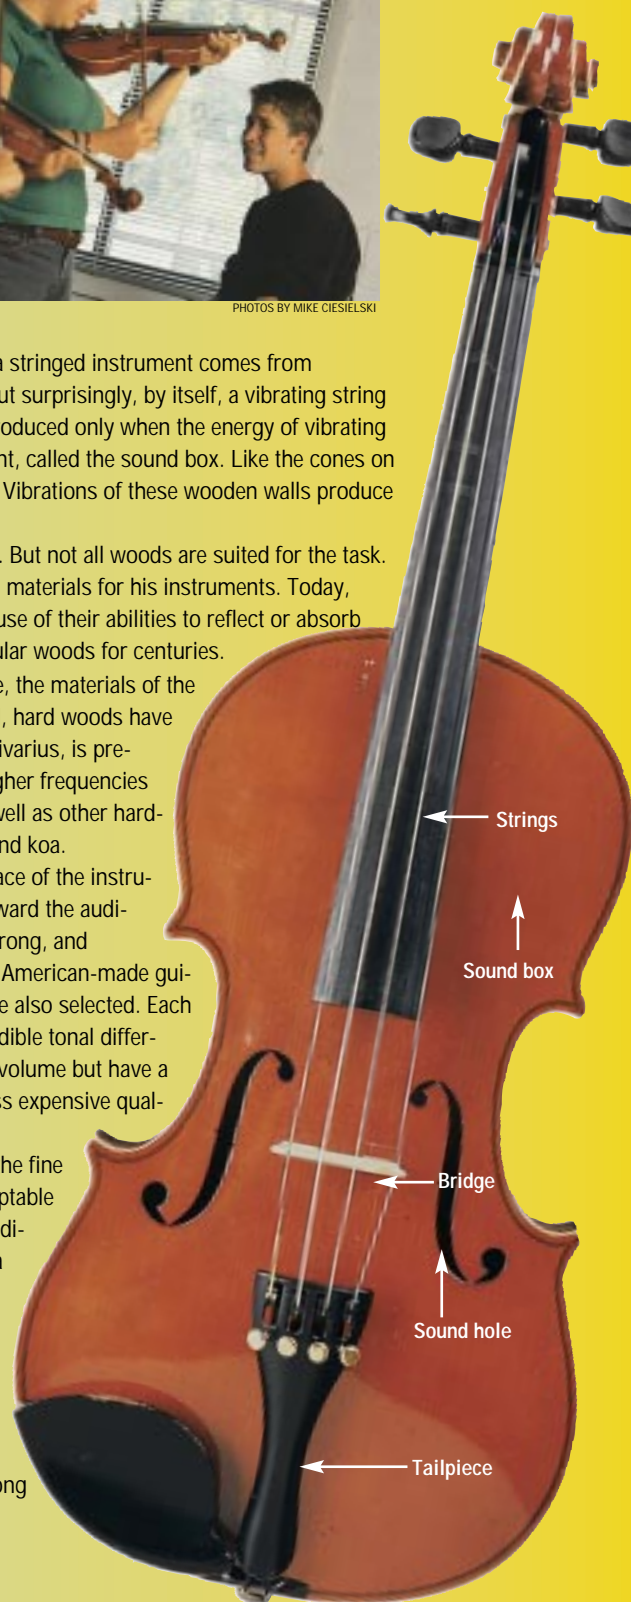 PHOTOS BY MIKE CIESIELSKI
a stringed instrument comes from
ut surprisingly, by itself, a vibrating string
oduced only when the energy of vibrating
nt, called the sound box. Like the cones on
Vibrations of these wooden walls produce
. But not all woods are suited for the task.
materials for his instruments. Today,
use of their abilities to reflect or absorb
ular woods for centuries.
e, the materials of the
, hard woods have
ivarius, is pre-
gher frequencies
well as other hard-
nd koa.
ace of the instru-
ward the audi-
rong, and
American-made gui-
e also selected. Each
dible tonal differ-
volume but have a
ss expensive qual-
he fine
ptable
di-
ong
Strings
Sound box
Bridge
Sound hole
Tailpiece